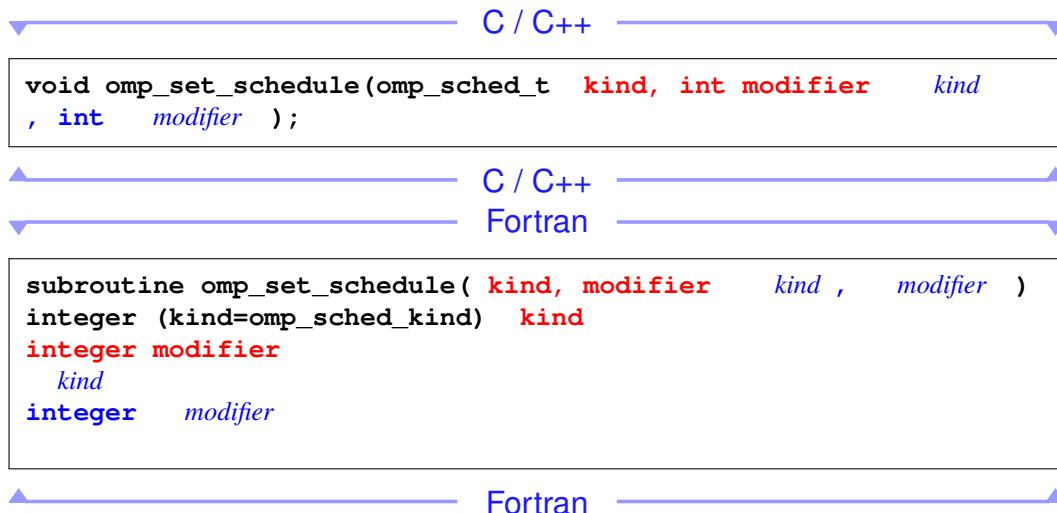 C / C++
void omp_set_schedule(omp_sched_t kind, int modifier kind
, int modifier );
C / C++
Fortran
subroutine omp_set_schedule( kind, modifier kind , modifier )
integer (kind=omp_sched_kind) kind
integer modifier
kind
integer modifier
Fortran